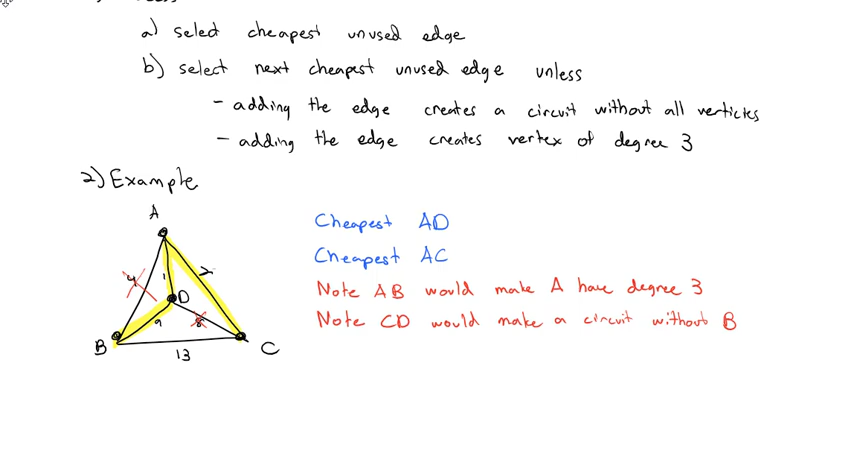 a) select cheapest unused edge
b) select next cheapest unused edge unless
- adding the edge creates a circuit without all verticies
- adding the edge creates vertex of degree 3
2) Example
A
Cheapest AD
Cheapest AC
4 1 2
Note AB would make A have degree 3
D
Note CD would make a circuit without B
9 8
B 13 C